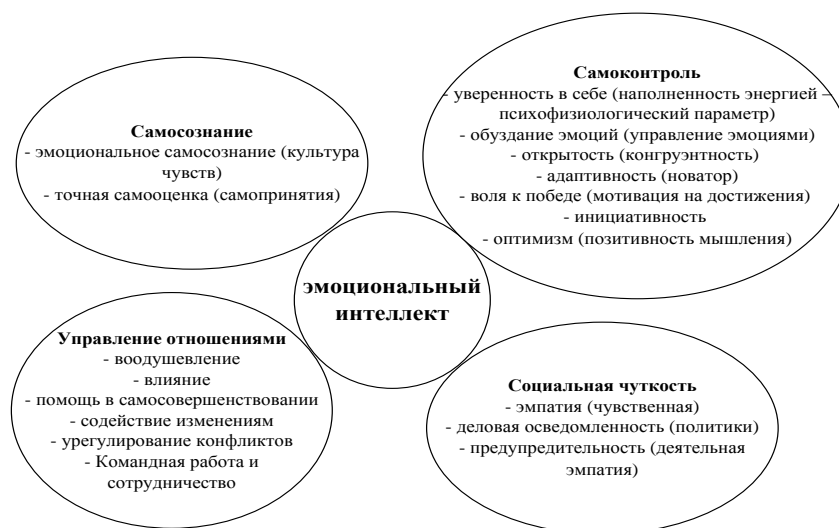 Самосознание
- эмоциональное самосознание (культура
чувств)
- точная самооценка (самопринятия)
Самоконтроль
- уверенность в себе (наполненность энергией –
психофизиологический параметр)
- обуздание эмоций (управление эмоциями)
- открытость (конгруэнтность)
- адаптивность (новатор)
- воля к победе (мотивация на достижения)
- инициативность
- оптимизм (позитивность мышления)
эмоциональный
интеллект
Управление отношениями
- воодушевление
- влияние
- помощь в самосовершенствовании
- содействие изменениям
- урегулирование конфликтов
- Командная работа и
сотрудничество
Социальная чуткость
- эмпатия (чувственная)
- деловая осведомленность (политики)
- предупредительность (деятельная
эмпатия)